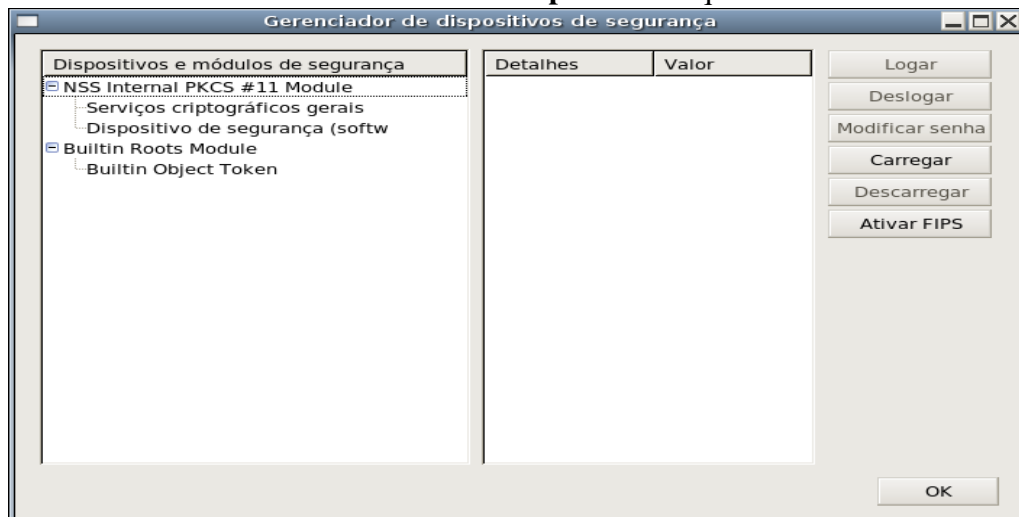 Gerenciador de dispositivos de segurança
Dispositivos e módulos de segurança
Detalhes Valor
NSS Internal PKCS #11 Module
Serviços criptográficos gerais
Dispositivo de segurança (softw
Builtin Roots Module
Builtin Object Token
Logar
Deslogar
Modificar senha
Carregar
Descarregar
Ativar FIPS
OK